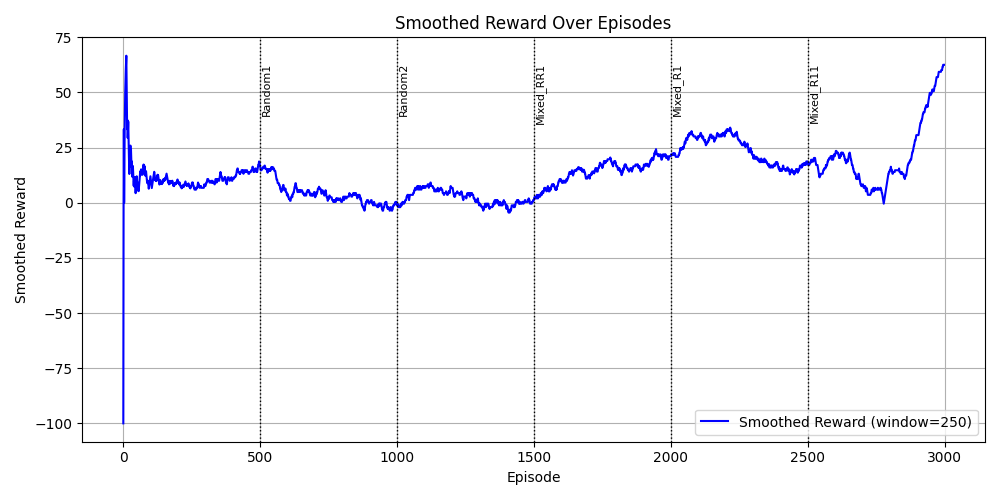 Smoothed Reward Over Episodes
75
50
25
0
−25
−50
−75
−100
Smoothed Reward
Random1
Random2
Mixed_RR1
Mixed_R1
Mixed_R11
Smoothed Reward (window=250)
0
500
1000
1500
2000
2500
3000
Episode